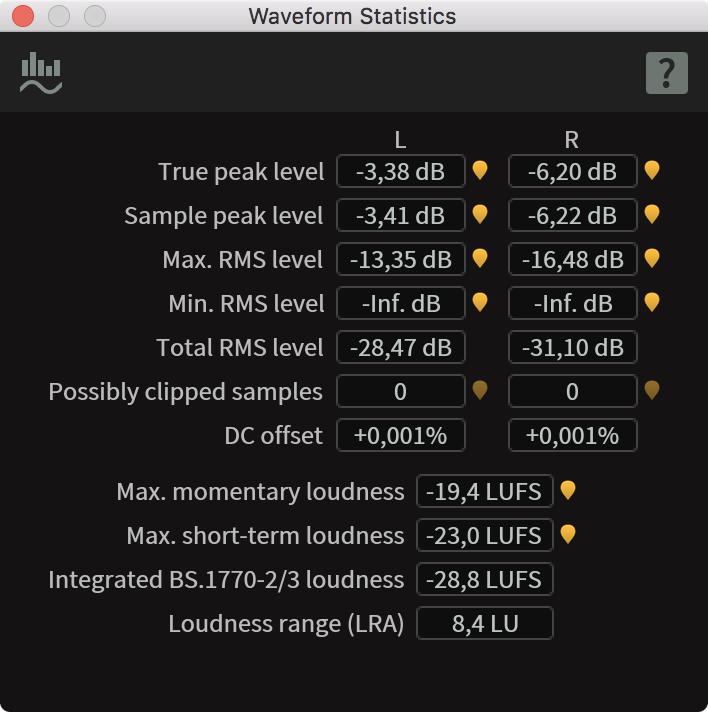 Waveform Statistics
?
L R
True peak level -3,38 dB -6,20 dB
Sample peak level -3,41 dB -6,22 dB
Max. RMS level -13,35 dB -16,48 dB
Min. RMS level -Inf. dB -Inf. dB
Total RMS level -28,47 dB -31,10 dB
Possibly clipped samples 0 0
DC offset +0,001% +0,001%
Max. momentary loudness -19,4 LUFS
Max. short-term loudness -23,0 LUFS
Integrated BS.1770-2/3 loudness -28,8 LUFS
Loudness range (LRA) 8,4 LU